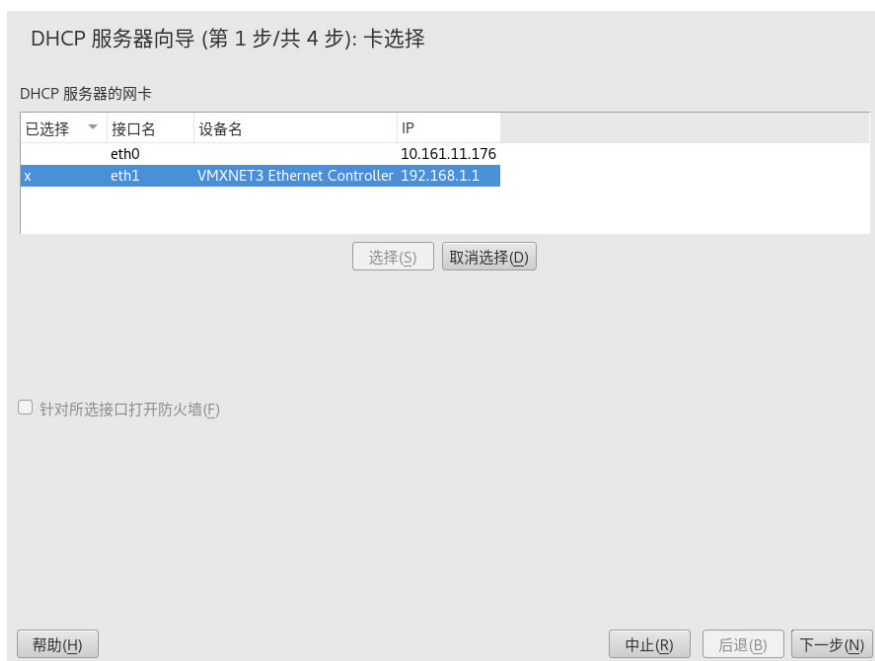 DHCP 服务器向导 (第 1 步/共 4 步): 卡选择
DHCP 服务器的网卡
已选择 接口名 设备名 IP
eth0 10.161.11.176
x eth1 VMXNET3 Ethernet Controller 192.168.1.1
选择(S) 取消选择(D)
针对所选接口打开防火墙(F)
帮助(H) 中止(R) 后退(B) 下一步(N)